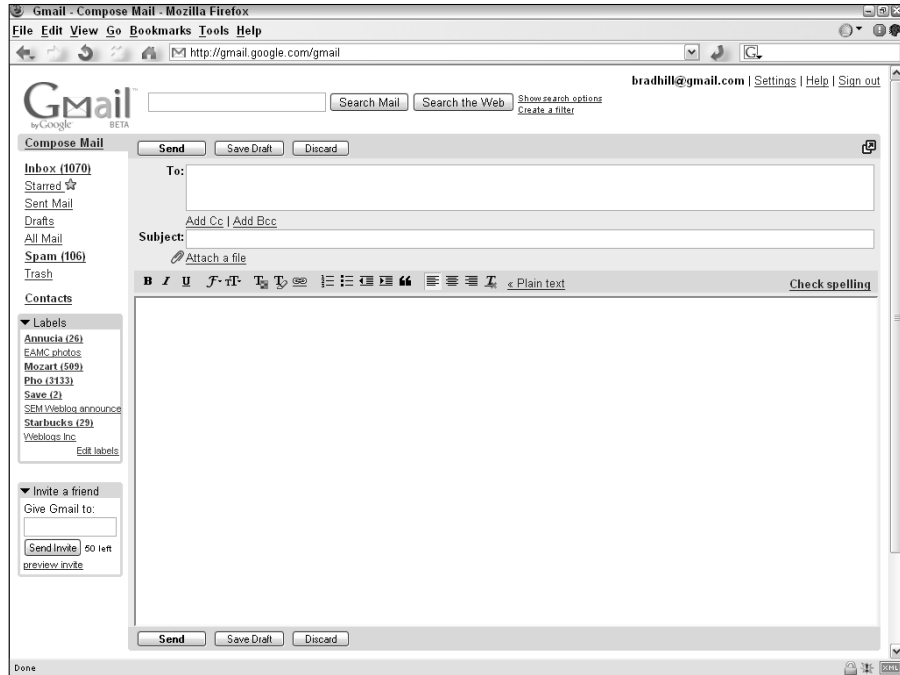 Gmail - Compose Mail - Mozilla Firefox
File Edit View Go Bookmarks Tools Help
http://gmail.google.com/gmail
G
bradhill@gmail.com | Settings | Help | Sign out
GMail
by Google BETA
Search Mail Search the Web Show search options
Create a filter
Compose Mail
Inbox (1070)
Starred
Sent Mail
Drafts
All Mail
Spam (106)
Trash
Contacts
Labels
Annucia (26)
EAMC photos
Mozart (509)
Pho (3133)
Save (2)
SEM Weblog announce
Starbucks (29)
Weblogs Inc
Edit labels
Invite a friend
Give Gmail to:
Send Invite 50 left
preview invite
Send Save Draft Discard
To:
Add Cc | Add Bcc
Subject:
Attach a file
B I U F TT T T « Plain text Check spelling
Send Save Draft Discard
Done XML